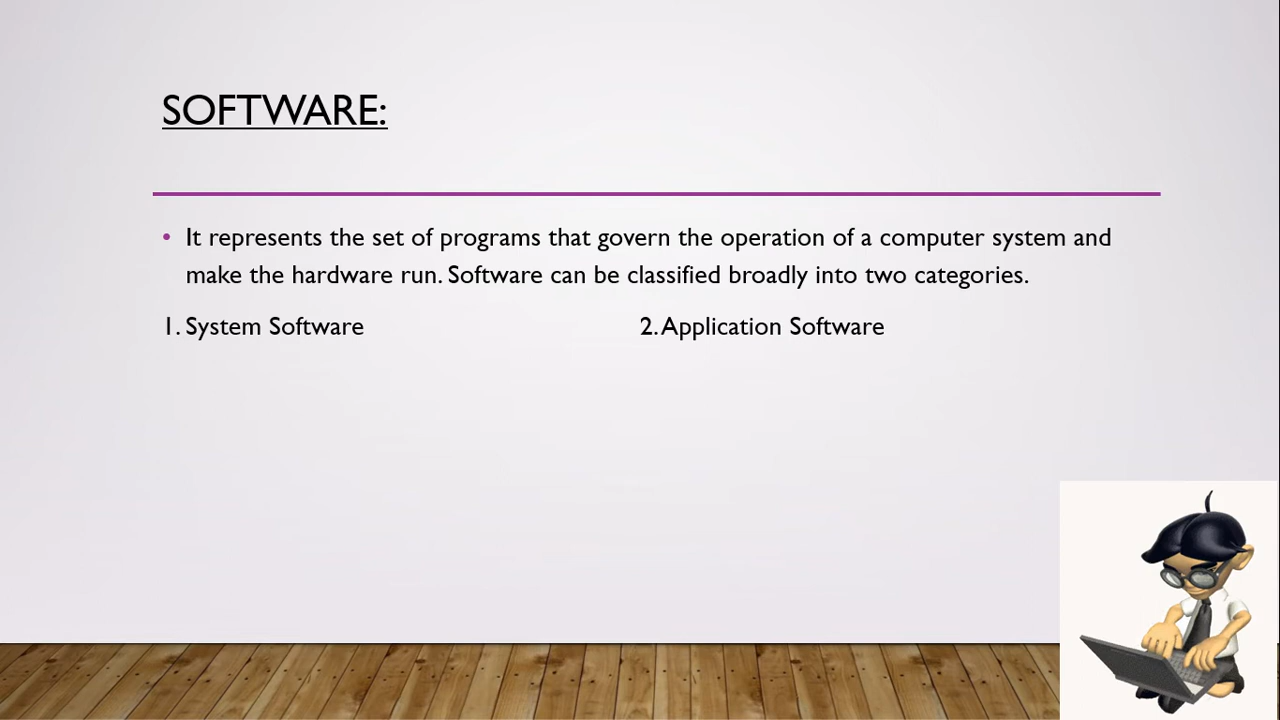 SOFTWARE:
• It represents the set of programs that govern the operation of a computer system and
make the hardware run. Software can be classified broadly into two categories.
1. System Software 2. Application Software